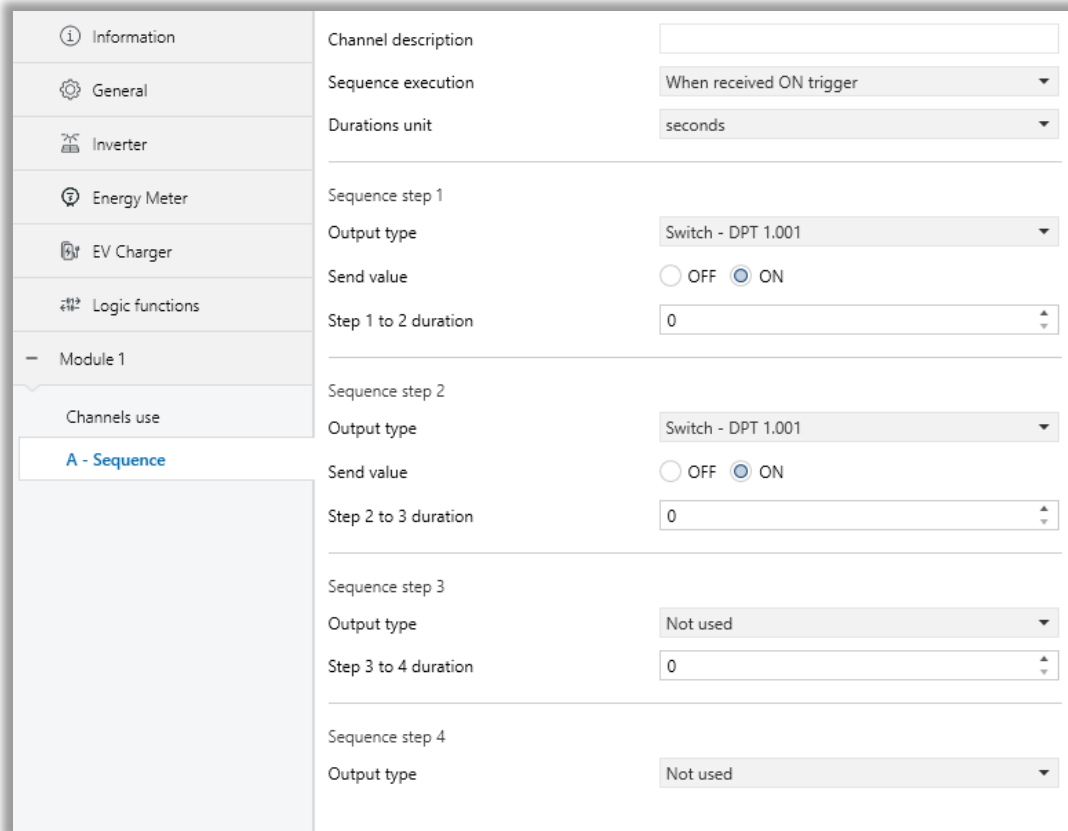 Information
General
Inverter
Energy Meter
EV Charger
Logic functions
Module 1
Channels use
A - Sequence
Channel description
Sequence execution When received ON trigger
Durations unit seconds
Sequence step 1
Output type Switch - DPT 1.001
Send value OFF ON
Step 1 to 2 duration 0
Sequence step 2
Output type Switch - DPT 1.001
Send value OFF ON
Step 2 to 3 duration 0
Sequence step 3
Output type Not used
Step 3 to 4 duration 0
Sequence step 4
Output type Not used